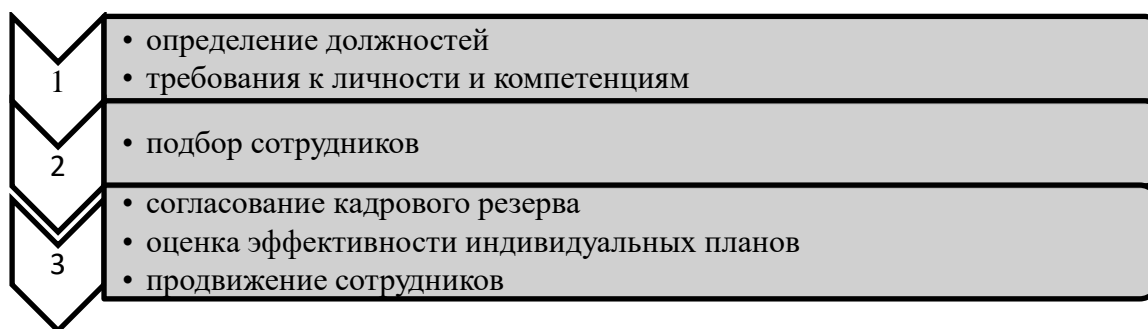 1
• определение должностей
• требования к личности и компетенциям
2
• подбор сотрудников
3
• согласование кадрового резерва
• оценка эффективности индивидуальных планов
• продвижение сотрудников